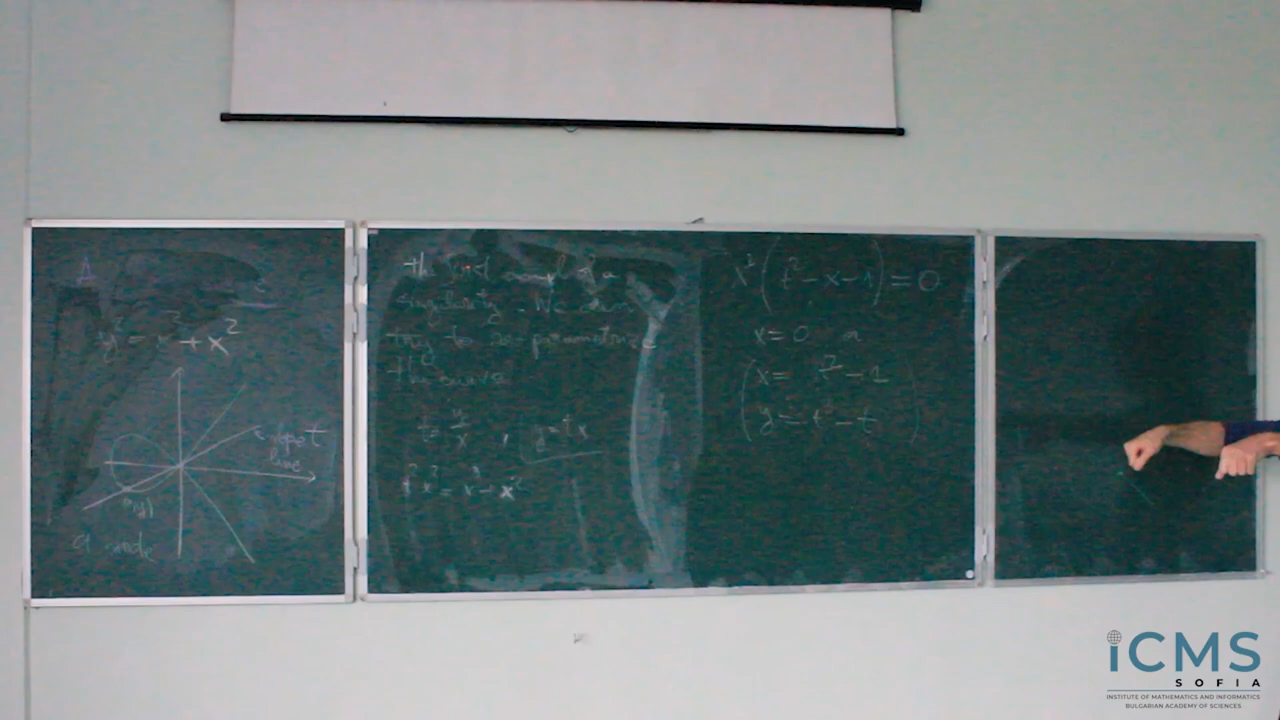 y² = x³ + x²
slope t
line
(x,y)
a node
the first example of a
singularity. We can
try to re-parametrize
the curve
t = y/x , y = tx
t²x² = x³ + x²
x²(t² - x - 1) = 0
x = 0 or
x = t² - 1
y = t³ - t
iCMS
SOFIA
INSTITUTE OF MATHEMATICS AND INFORMATICS
BULGARIAN ACADEMY OF SCIENCES